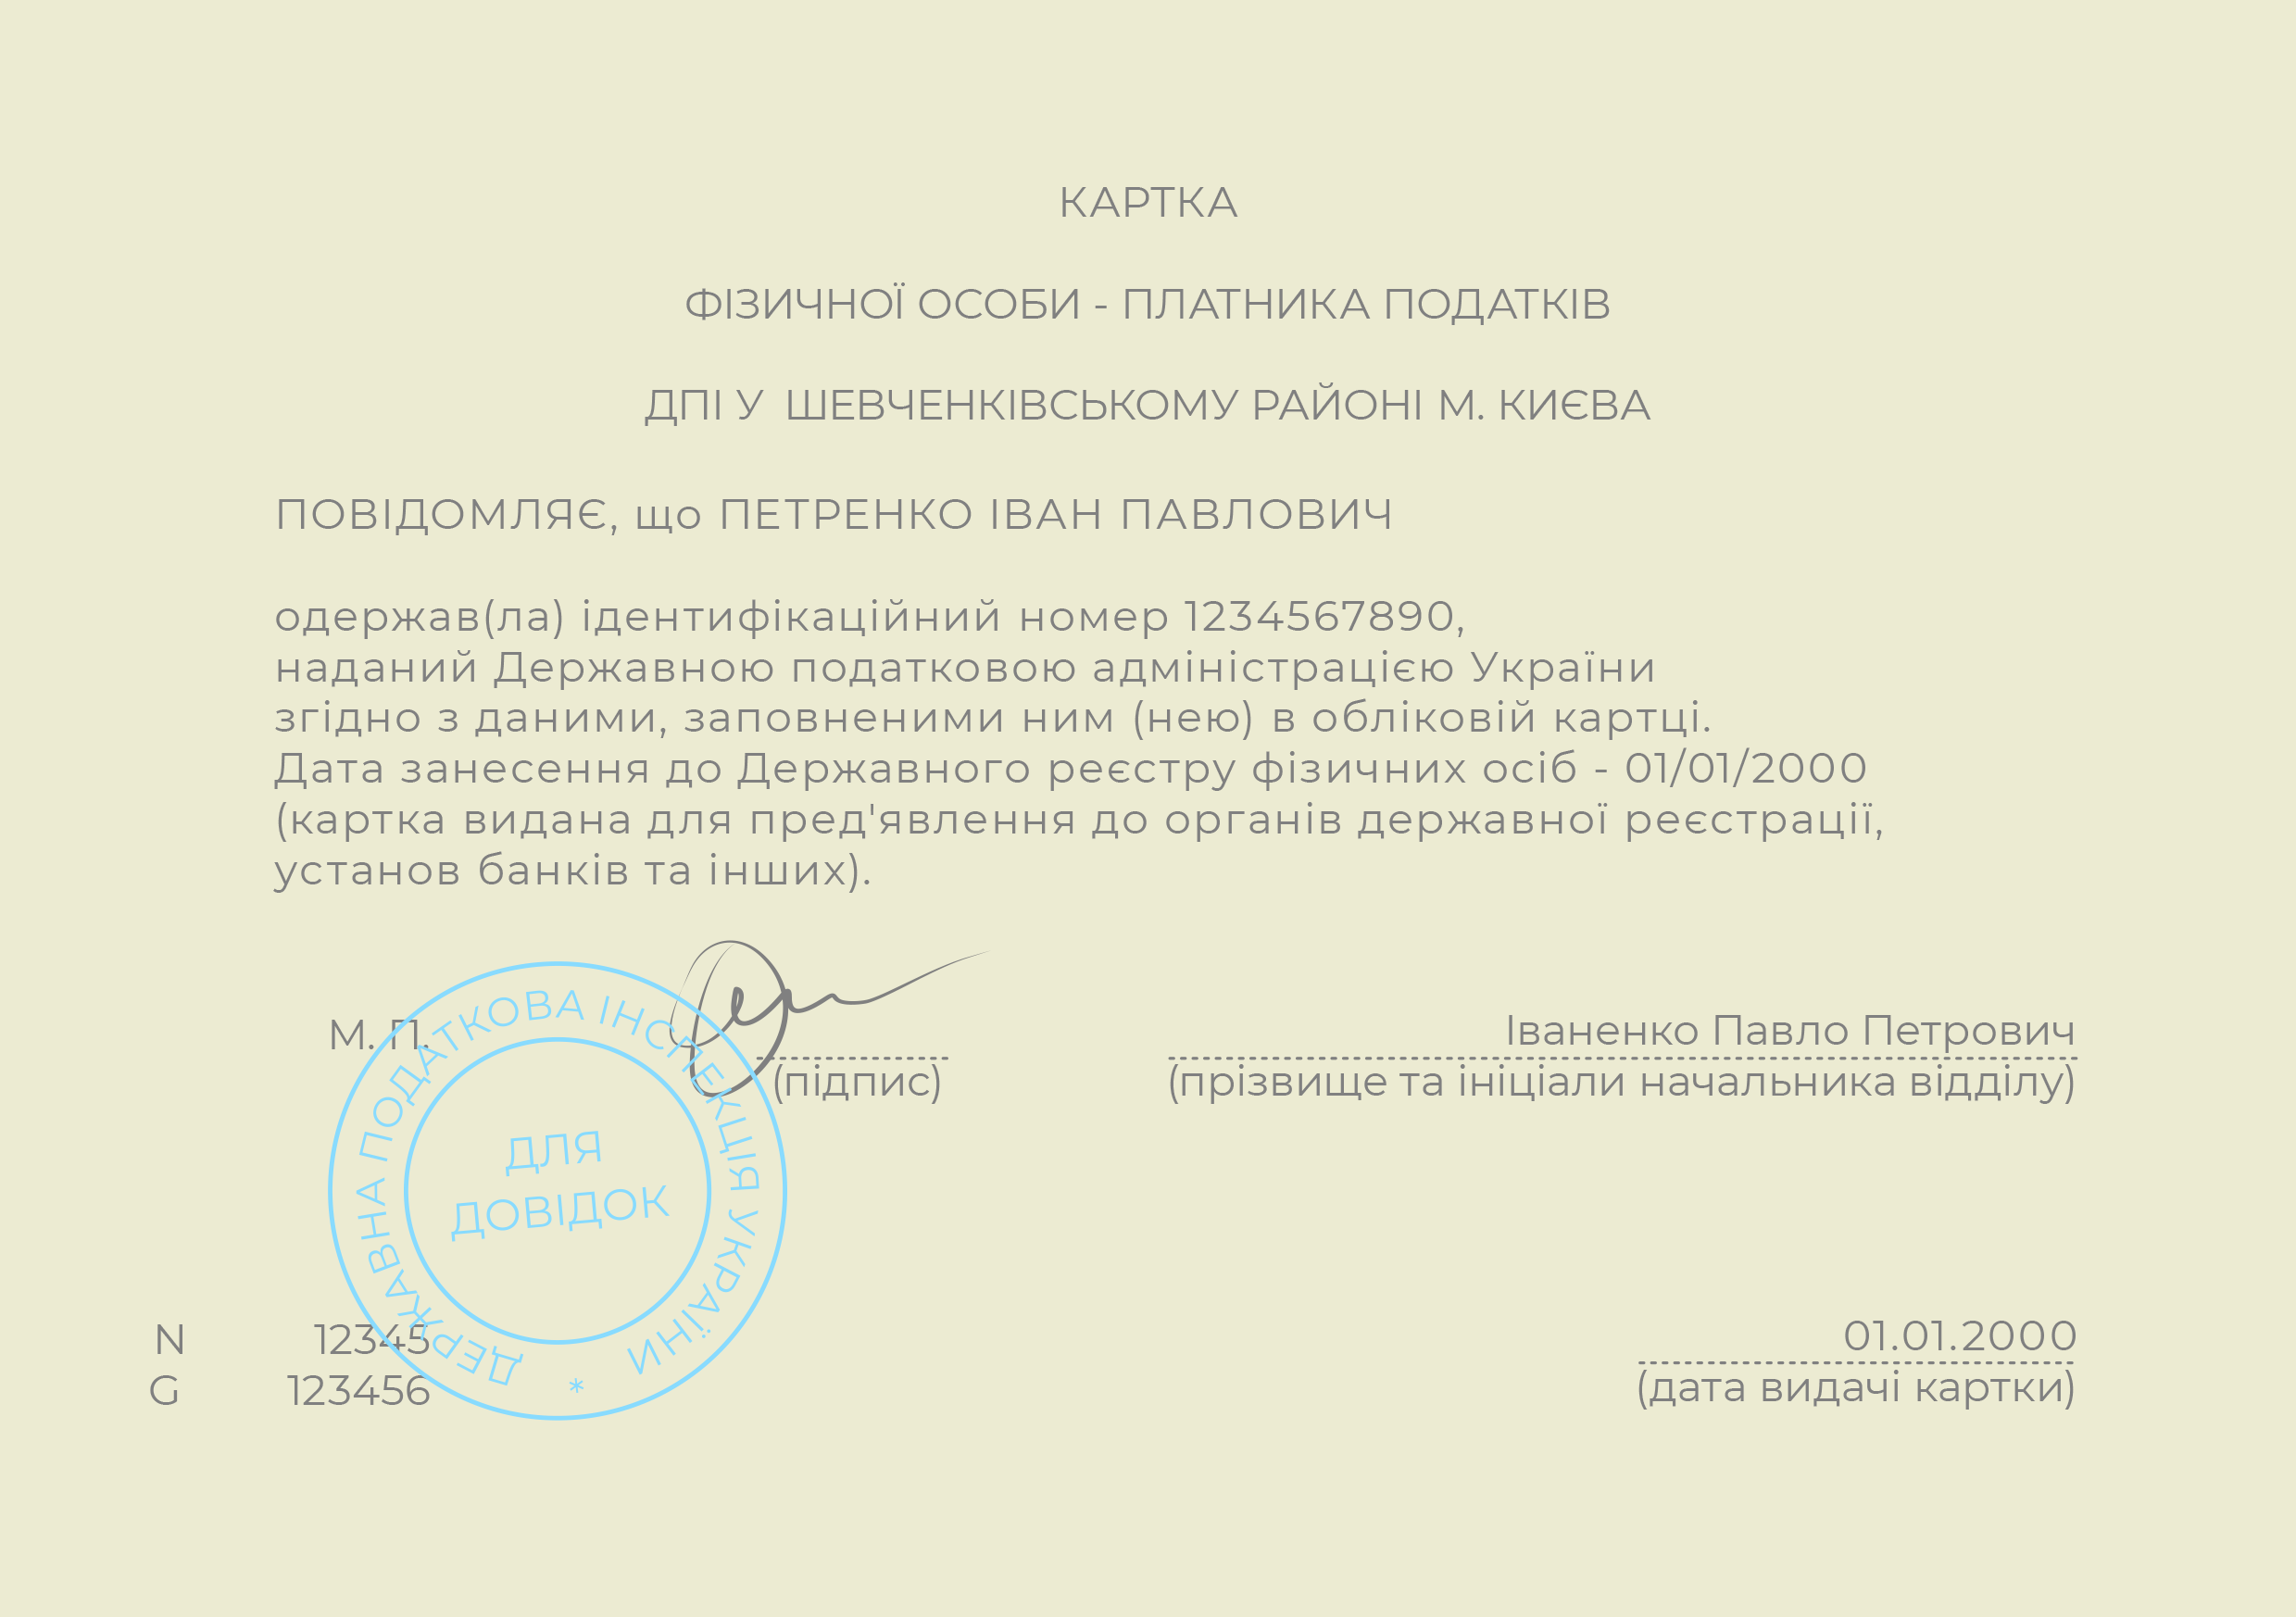 КАРТКА
ФІЗИЧНОЇ ОСОБИ - ПЛАТНИКА ПОДАТКІВ
ДПІ У ШЕВЧЕНКІВСЬКОМУ РАЙОНІ М. КИЄВА
ПОВІДОМЛЯЄ, що ПЕТРЕНКО ІВАН ПАВЛОВИЧ
одержав(ла) ідентифікаційний номер 1234567890,
наданий Державною податковою адміністрацією України
згідно з даними, заповненими ним (нею) в обліковій картці.
Дата занесення до Державного реєстру фізичних осіб - 01/01/2000
(картка видана для пред'явлення до органів державної реєстрації,
установ банків та інших).
М. П.
(підпис)
Іваненко Павло Петрович
(прізвище та ініціали начальника відділу)
ДЕРЖАВНА ПОДАТКОВА ІНСПЕКЦІЯ УКРАЇНИ *
ДЛЯ
ДОВІДОК
N 12345
G 123456
01.01.2000
(дата видачі картки)